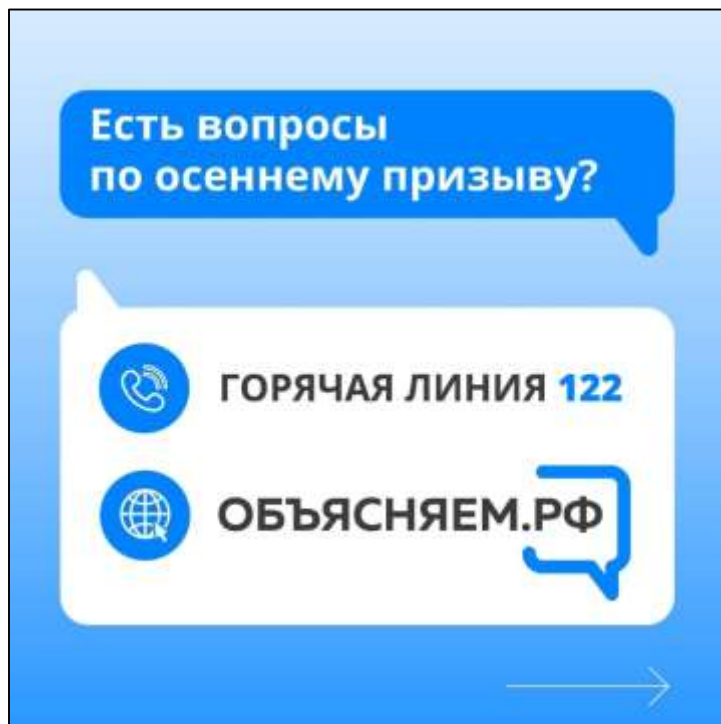 Есть вопросы
по осеннему призыву?
ГОРЯЧАЯ ЛИНИЯ 122
ОБЪЯСНЯЕМ.РФ